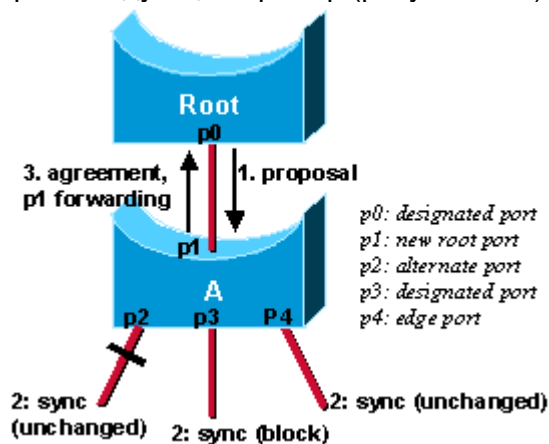 Root
p0
3. agreement,
p1 forwarding
1. proposal
p1
A
p2
p3
P4
p0: designated port
p1: new root port
p2: alternate port
p3: designated port
p4: edge port
2: sync
(unchanged)
2: sync (block)
2: sync (unchanged)